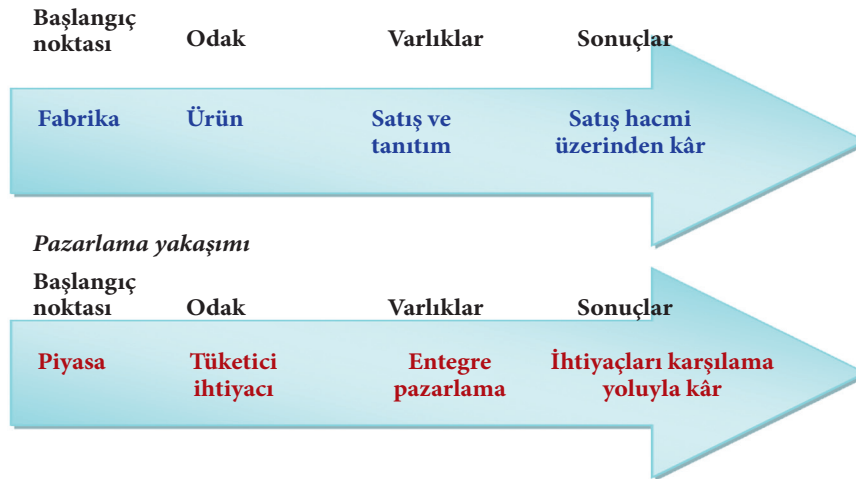 Başlangıç noktası
Odak
Varlıklar
Sonuçlar
Fabrika
Ürün
Satış ve tanıtım
Satış hacmi üzerinden kâr
Pazarlama yakaşımı
Başlangıç noktası
Odak
Varlıklar
Sonuçlar
Piyasa
Tüketici ihtiyacı
Entegre pazarlama
İhtiyaçları karşılama yoluyla kâr